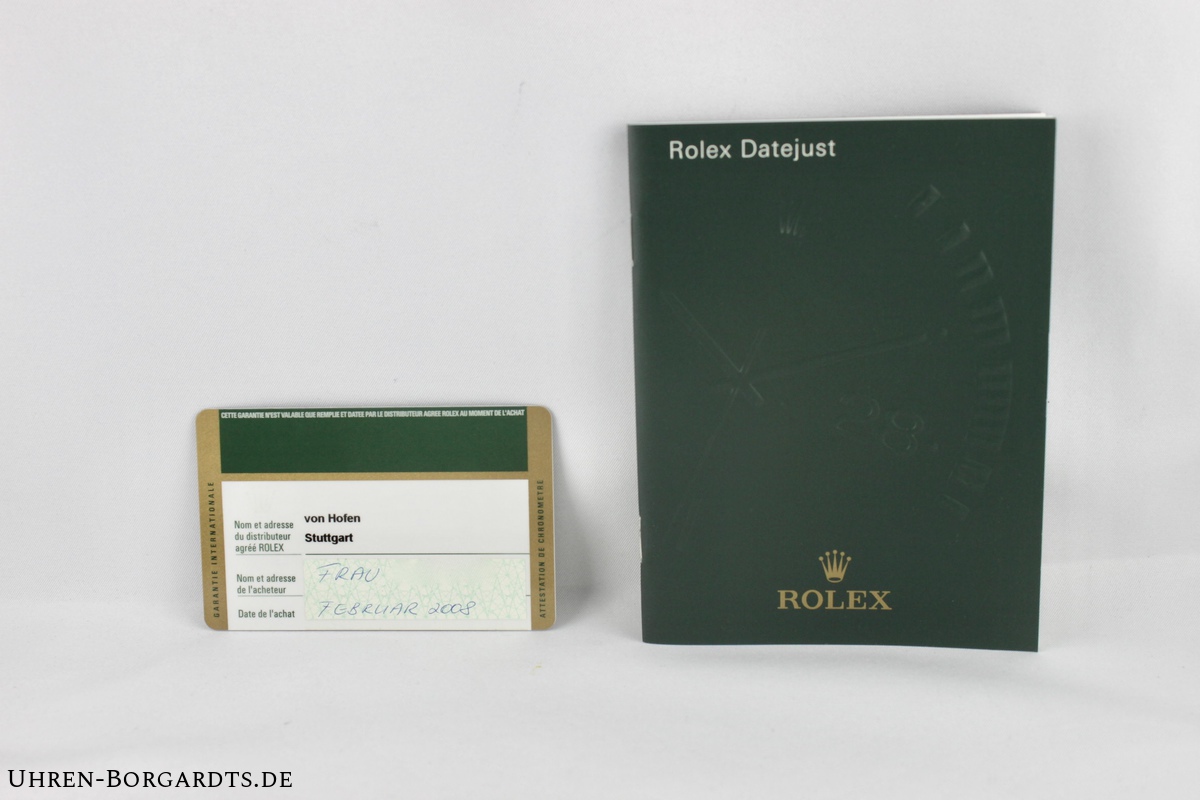 CETTE GARANTIE N'EST VALABLE QUE REMPLIE ET DATEE PAR LE DISTRIBUTEUR AGREE ROLEX AU MOMENT DE L'ACHAT
GARANTIE INTERNATIONALE
Nom et adresse
du distributeur
agréé ROLEX
von Hofen
Stuttgart
Nom et adresse
de l'acheteur
FRAU
Date de l'achat
FEBRUAR 2008
ATTESTATION DE CHRONOMETRE
Rolex Datejust
ROLEX
UHREN-BORGARDTS.DE